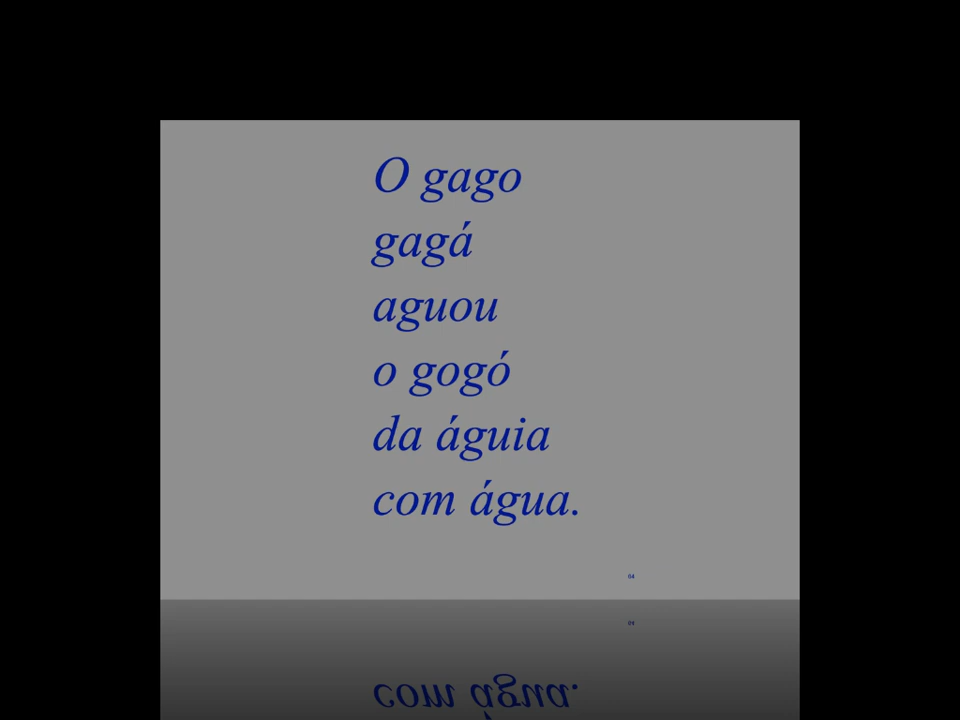 O gago
gagá
aguou
o gogó
da águia
com água.